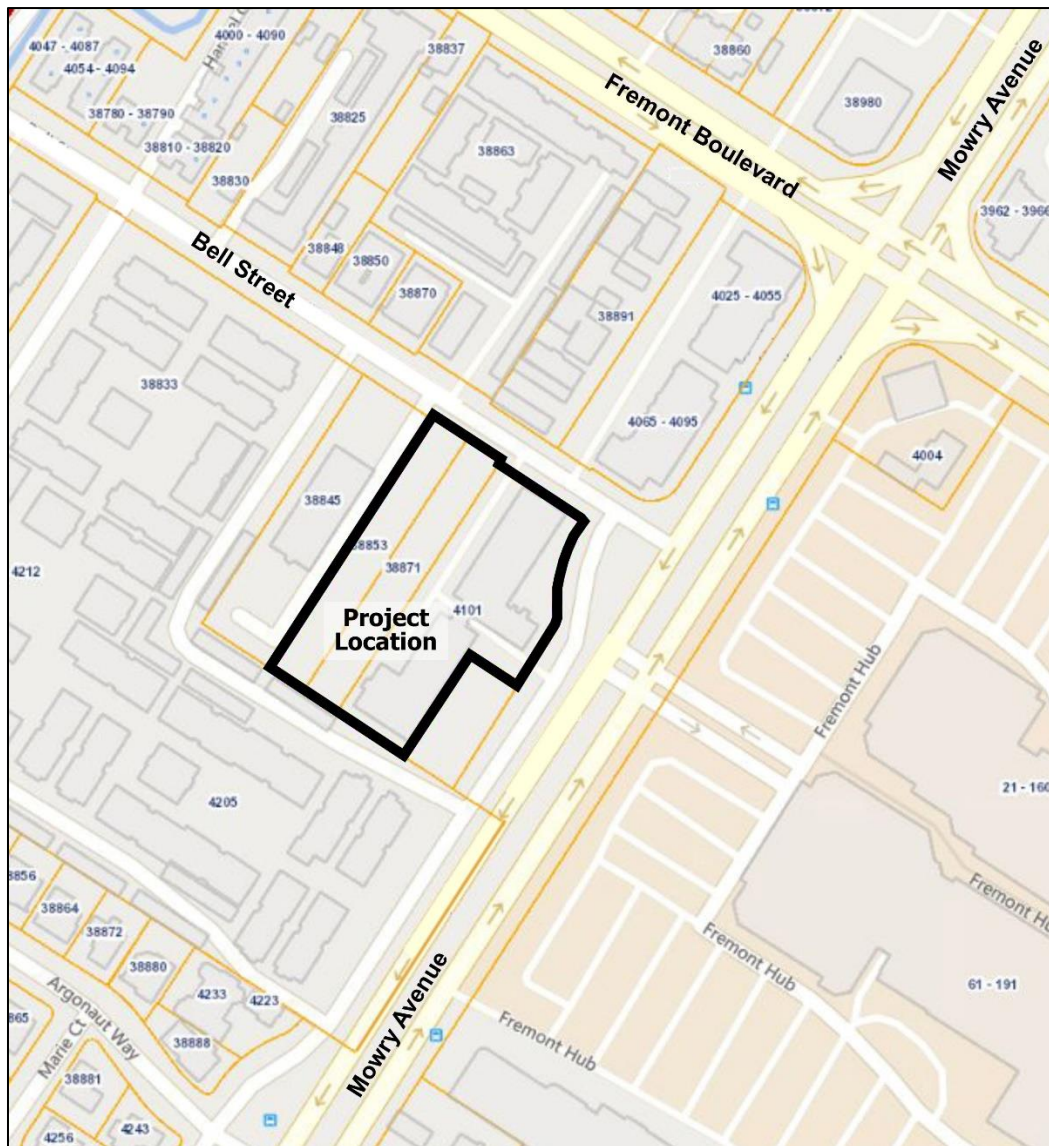 4000 - 4090
4047 - 4087
4054 - 4094
38837
38860
38780 - 38790
38825
38980
Fremont Boulevard
Mowry Avenue
38810 - 38820
38863
38830
3962 - 3966
Bell Street
38848
38850
38870
4025 - 4055
38891
38833
4065 - 4095
4004
38845
38853
38871
4212
4101
Project
Location
Fremont Hub
21 - 160
4205
38856
38864
38872
38880
4233
4223
Fremont Hub
Fremont Hub
61 - 191
Argonaut Way
38888
Mowry Avenue
Fremont Hub
Marie Ct
38881
4256
4243